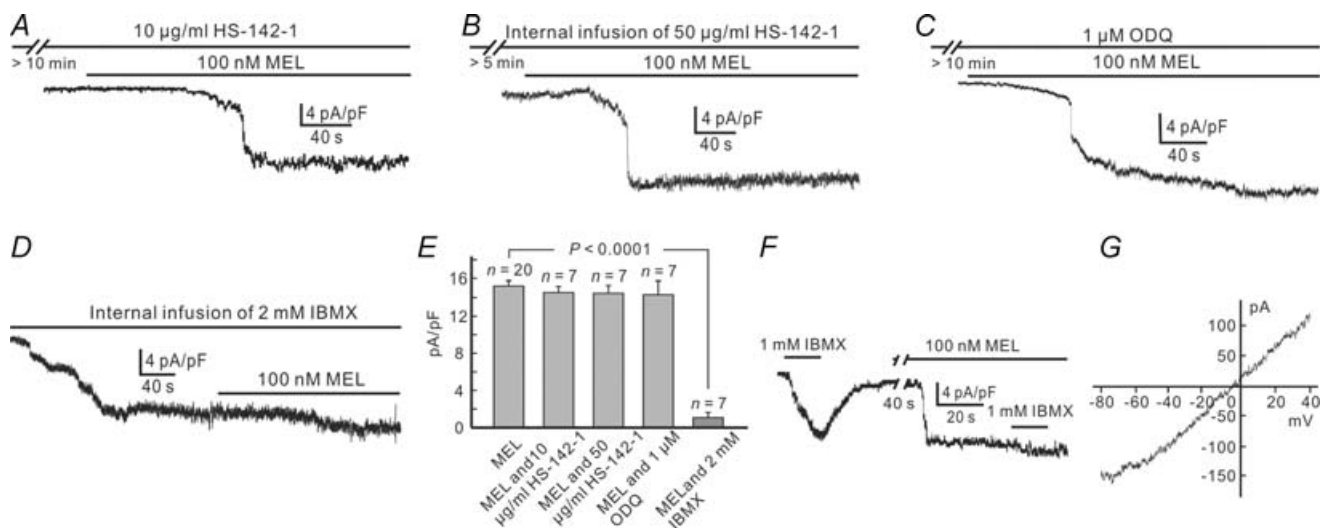 A
10 µg/ml HS-142-1
> 10 min
100 nM MEL
4 pA/pF
40 s
B
Internal infusion of 50 µg/ml HS-142-1
> 5 min
100 nM MEL
4 pA/pF
40 s
C
1 µM ODQ
> 10 min
100 nM MEL
4 pA/pF
40 s
D
Internal infusion of 2 mM IBMX
4 pA/pF
40 s
100 nM MEL
E
P < 0.0001
n = 20
n = 7
n = 7
n = 7
n = 7
pA/pF
16
12
8
4
0
MEL
MEL and10
µg/ml HS-142-1
MEL and 50
µg/ml HS-142-1
MEL and 1 µM
ODQ
MELand 2 mM
IBMX
F
1 mM IBMX
100 nM MEL
40 s
4 pA/pF
20 s
1 mM IBMX
G
pA
100
50
-80 -60 -40 -20
20 40
mV
-50
-100
-150